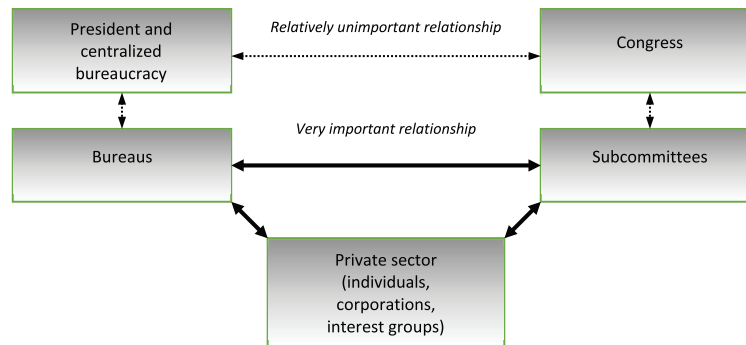 President and
centralized
bureaucracy
Relatively unimportant relationship
Congress
Very important relationship
Bureaus
Subcommittees
Private sector
(individuals,
corporations,
interest groups)